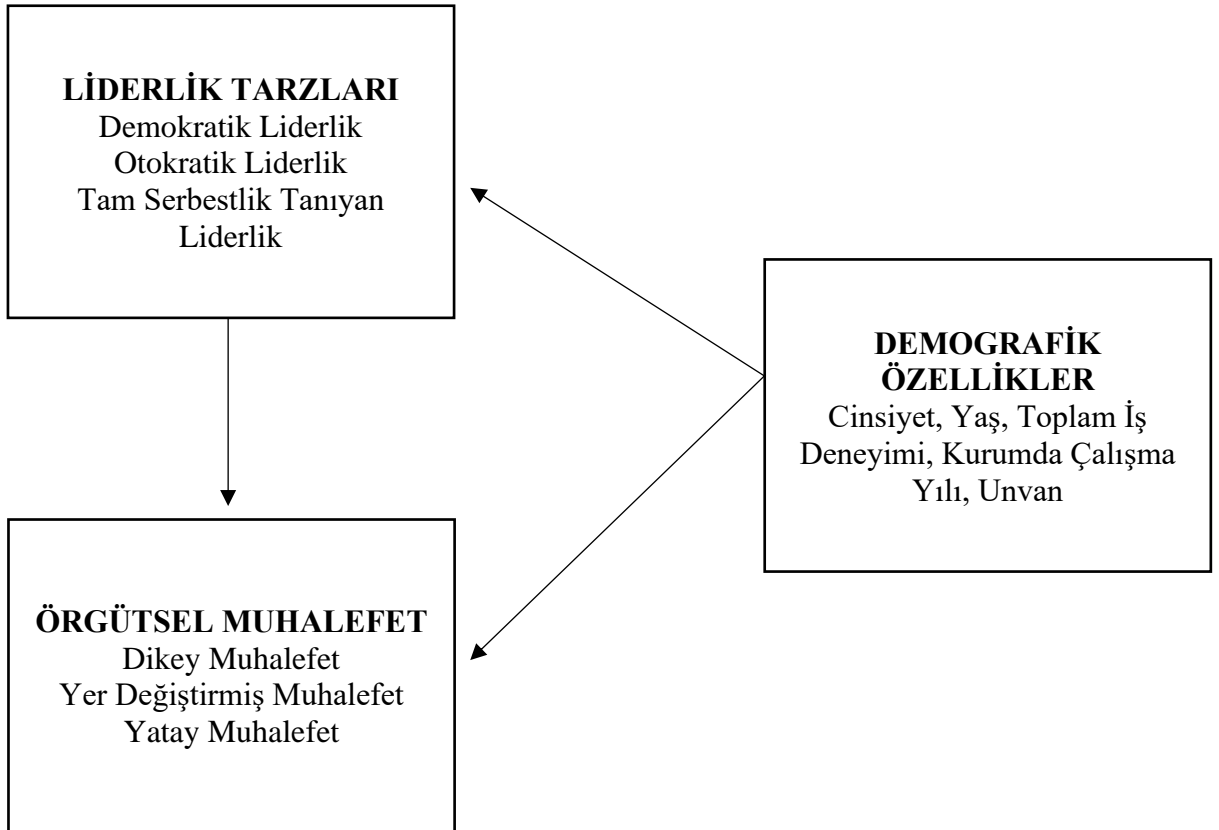 LİDERLİK TARZLARI
Demokratik Liderlik
Otokratik Liderlik
Tam Serbestlik Tanıyan
Liderlik
DEMOGRAFİK
ÖZELLİKLER
Cinsiyet, Yaş, Toplam İş
Deneyimi, Kurumda Çalışma
Yılı, Unvan
ÖRGÜTSEL MUHALEFET
Dikey Muhalefet
Yer Değiştirmiş Muhalefet
Yatay Muhalefet